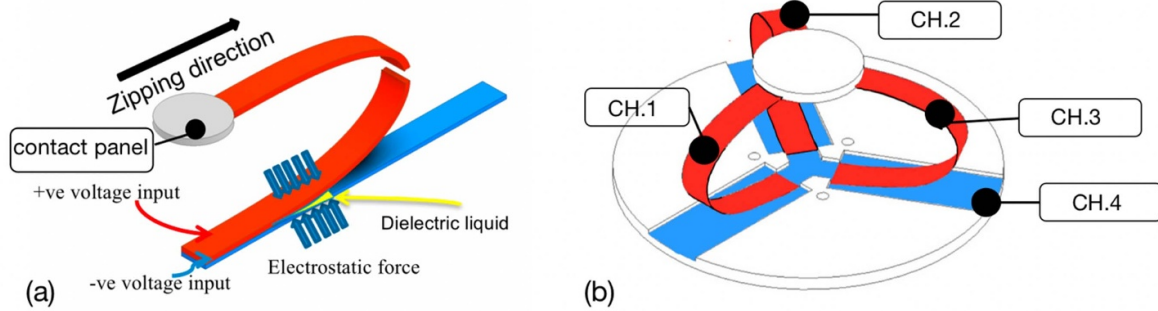 Zipping direction
contact panel
+ve voltage input
Dielectric liquid
Electrostatic force
-ve voltage input
(a)
CH.2
CH.1
CH.3
CH.4
(b)